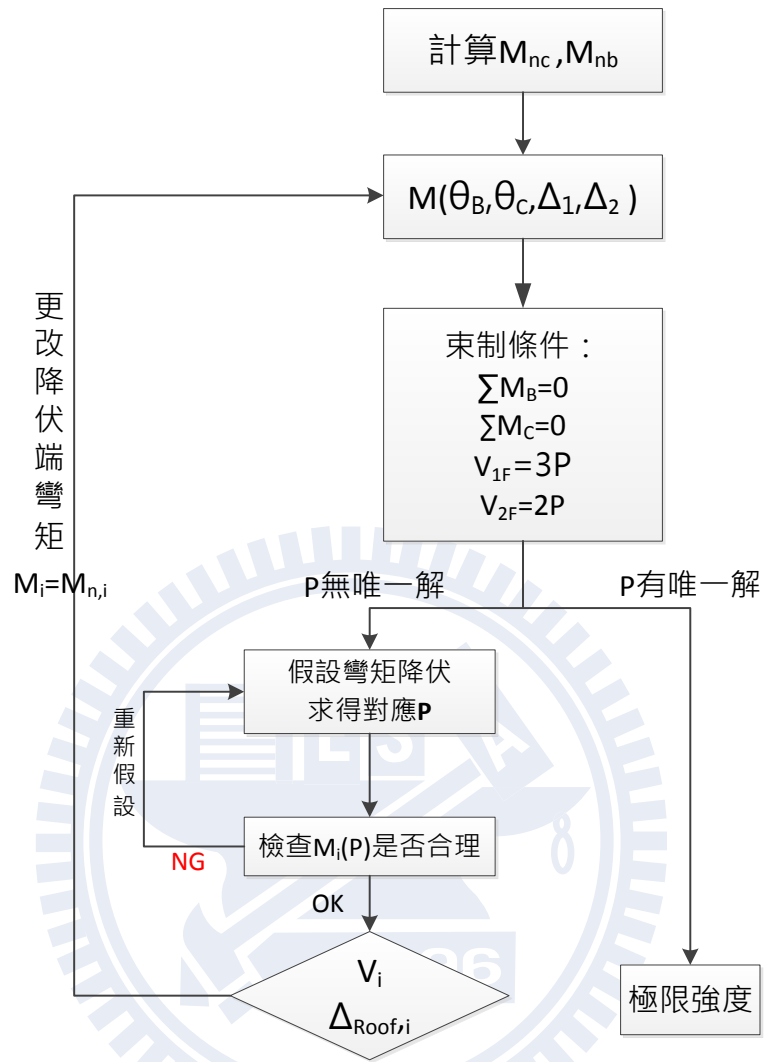 計算Mnc,Mnb
M(θB,θC,Δ1,Δ2 )
更改降伏端彎矩
Mi=Mn,i
束制條件：
∑MB=0
∑MC=0
V1F=3P
V2F=2P
P無唯一解
P有唯一解
假設彎矩降伏
求得對應P
重新假設
檢查Mi(P)是否合理
NG
OK
Vi
ΔRoof,i
極限強度